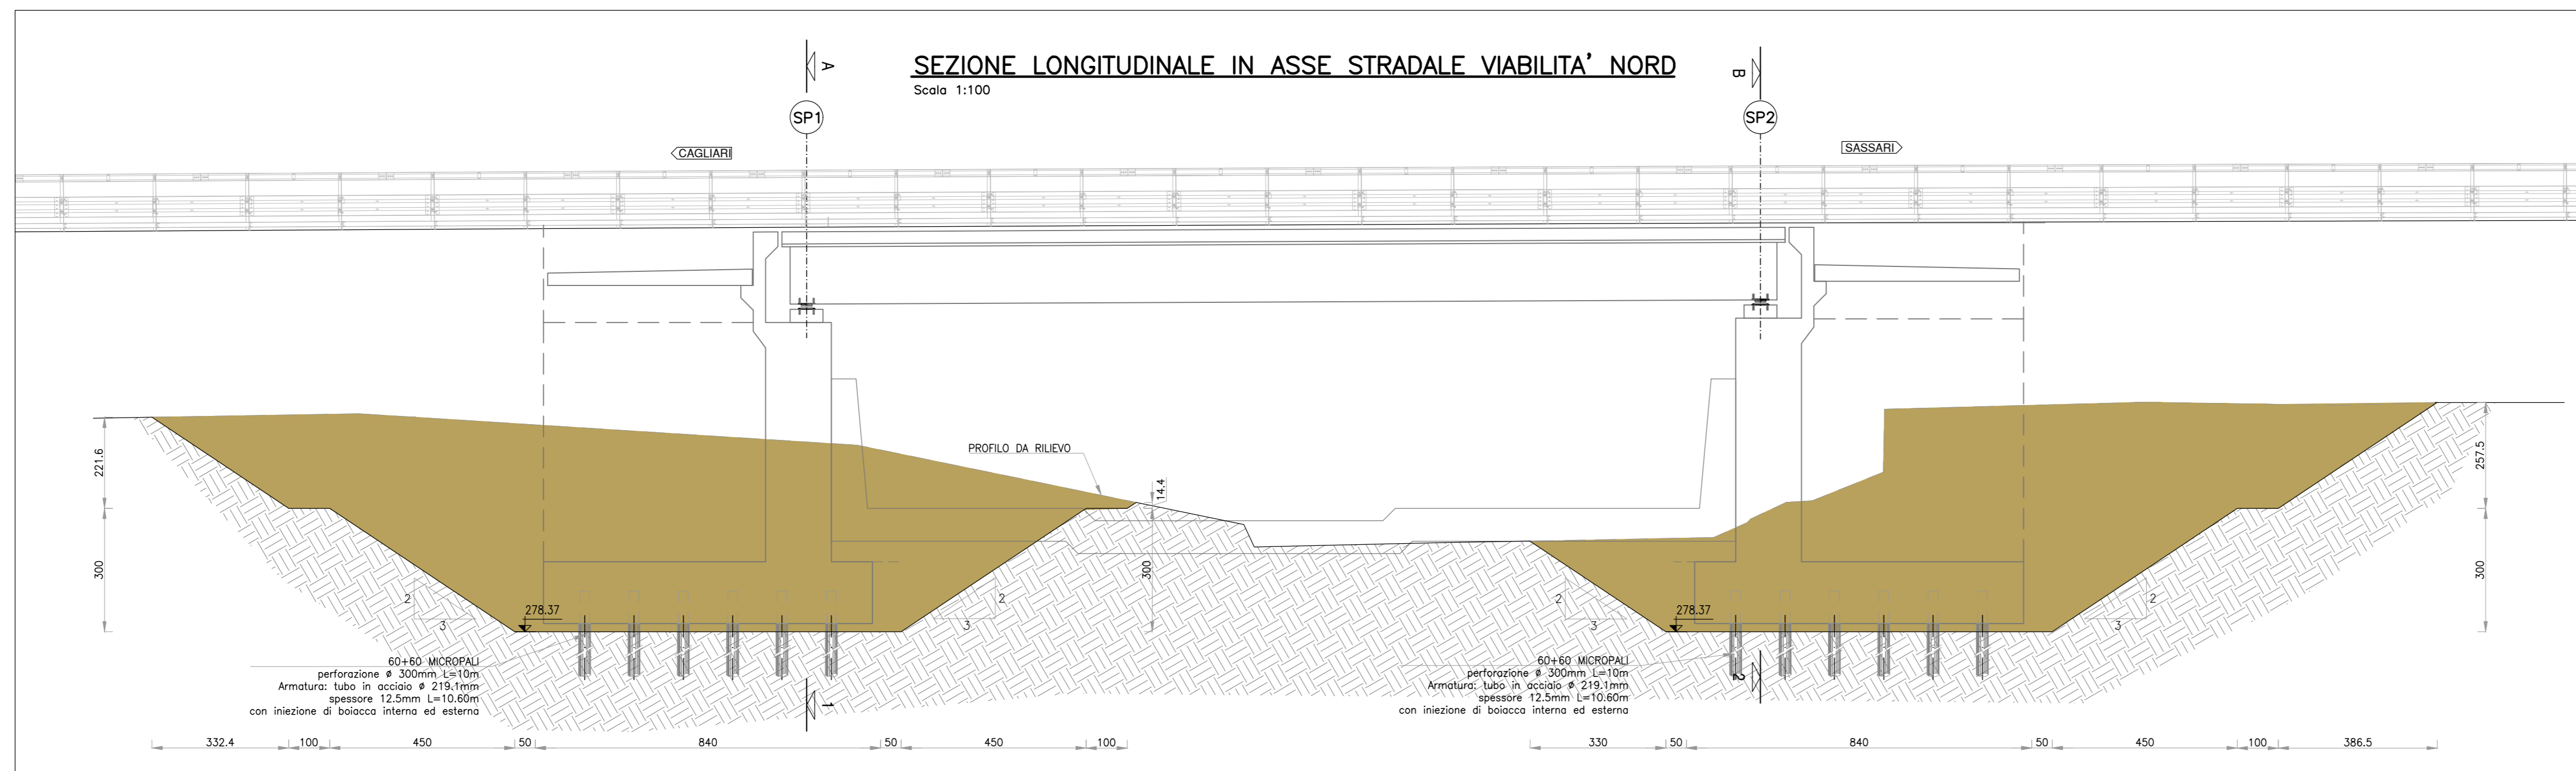 SEZIONE LONGITUDINALE IN ASSE STRADALE VIABILITA' NORD
Scala 1:100
A
B
SP1
SP2
CAGLIARI
SASSARI
PROFILO DA RILIEVO
221.6
300
14.4
300
257.5
300
2
3
2
3
2
3
2
3
278.37
278.37
60+60 MICROPALI
perforazione ø 300mm L=10m
Armatura: tubo in acciaio ø 219.1mm
spessore 12.5mm L=10.60m
con iniezione di boiacca interna ed esterna
60+60 MICROPALI
perforazione ø 300mm L=10m
Armatura: tubo in acciaio ø 219.1mm
spessore 12.5mm L=10.60m
con iniezione di boiacca interna ed esterna
1
2
332.4 100 450 50 840 50 450 100
330 50 840 50 450 100 386.5